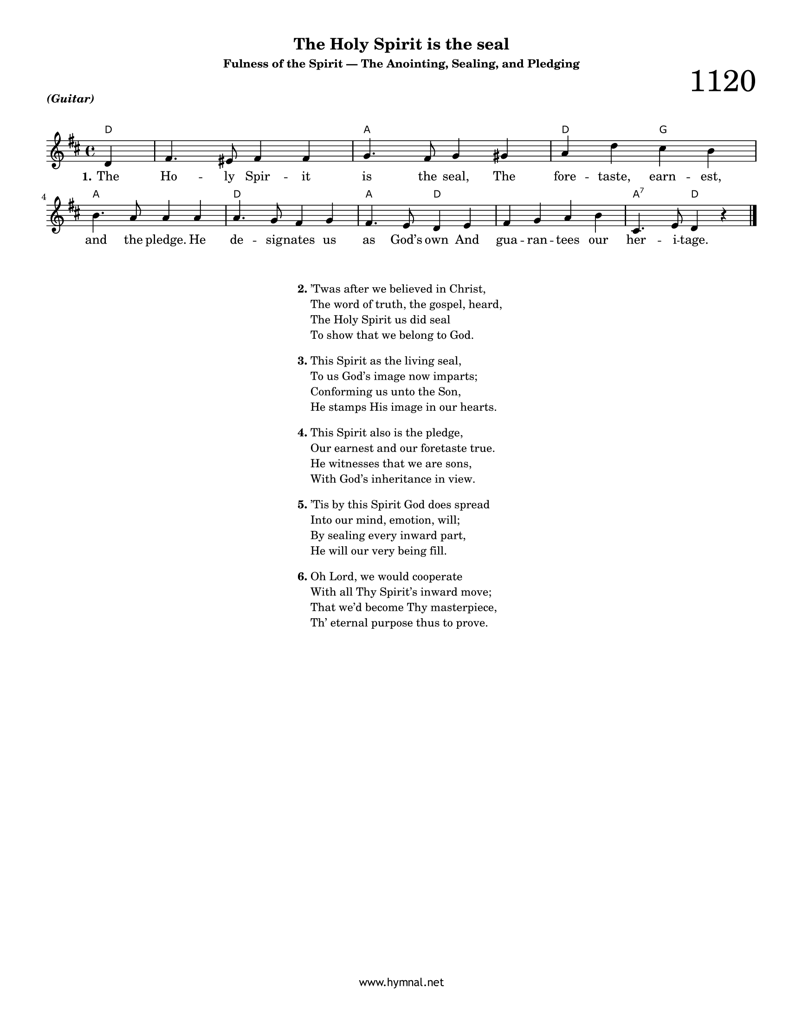 The Holy Spirit is the seal
Fulness of the Spirit — The Anointing, Sealing, and Pledging
1120
(Guitar)
D A D G
1. The Ho - ly Spir - it is the seal, The fore - taste, earn - est,
4 A D A D A7 D
and the pledge. He de - signates us as God's own And gua - ran - tees our her - i-tage.
2. 'Twas after we believed in Christ,
The word of truth, the gospel, heard,
The Holy Spirit us did seal
To show that we belong to God.
3. This Spirit as the living seal,
To us God's image now imparts;
Conforming us unto the Son,
He stamps His image in our hearts.
4. This Spirit also is the pledge,
Our earnest and our foretaste true.
He witnesses that we are sons,
With God's inheritance in view.
5. 'Tis by this Spirit God does spread
Into our mind, emotion, will;
By sealing every inward part,
He will our very being fill.
6. Oh Lord, we would cooperate
With all Thy Spirit's inward move;
That we'd become Thy masterpiece,
Th' eternal purpose thus to prove.
www.hymnal.net